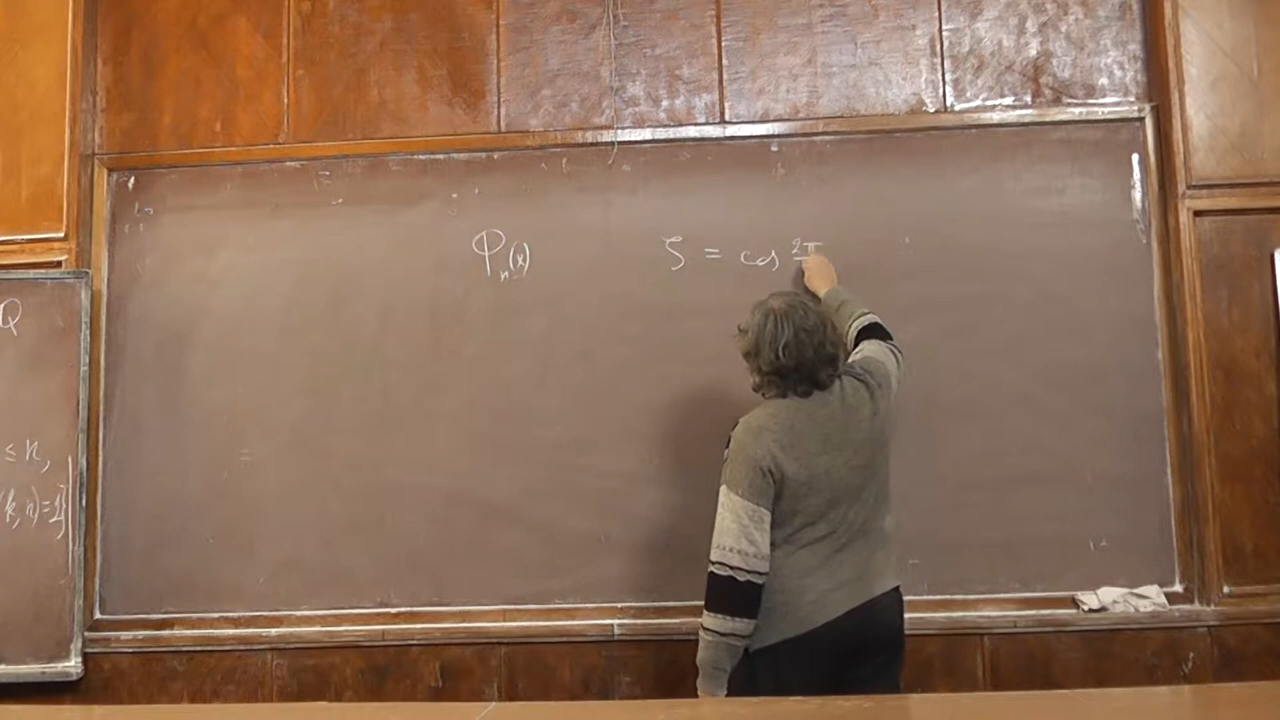 Q
≤ n,
(k, n) = 1}|
Φₙ(x)
ζ = cos 2π